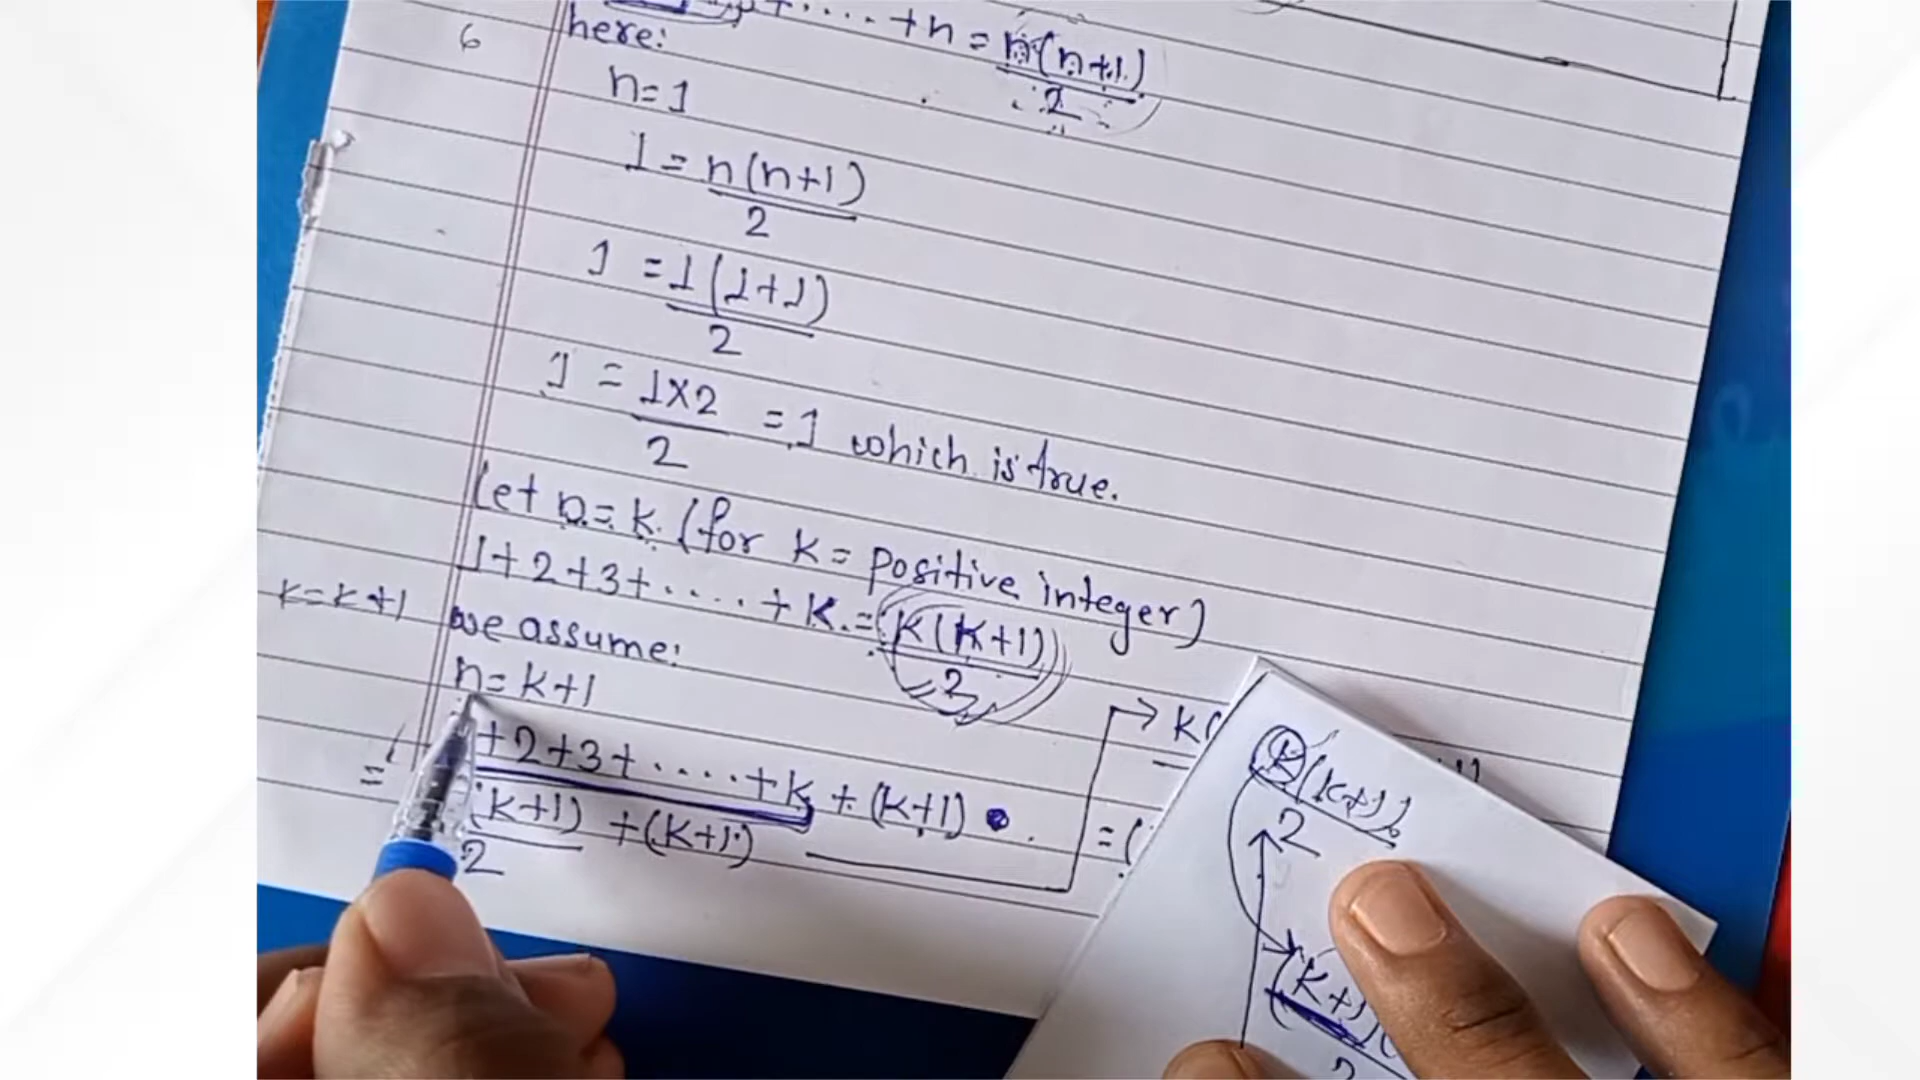 + .... + n = n(n+1)/2
6
here:
n=1
1 = n(n+1)/2
1 = 1(1+1)/2
1 = 1×2/2 = 1 which is true.
Let n=k (for k= positive integer)
1+2+3+.....+k = k(k+1)/2
k=k+1
we assume:
n=k+1
+2+3+.....+k+(k+1)
= (k+1)/2 +(k+1)
→ k(
= (
k(k+1)/2
(k+1)(
2